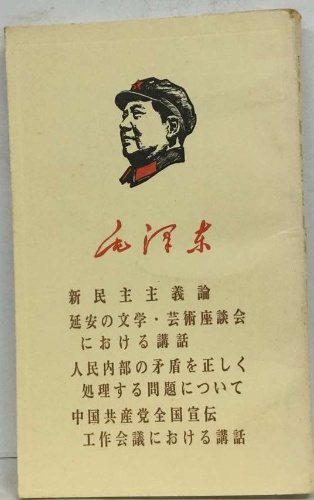 毛泽东
新民主主義論
延安の文学・芸術座談会
における講話
人民内部の矛盾を正しく
処理する問題について
中国共産党全国宣伝
工作会議における講話